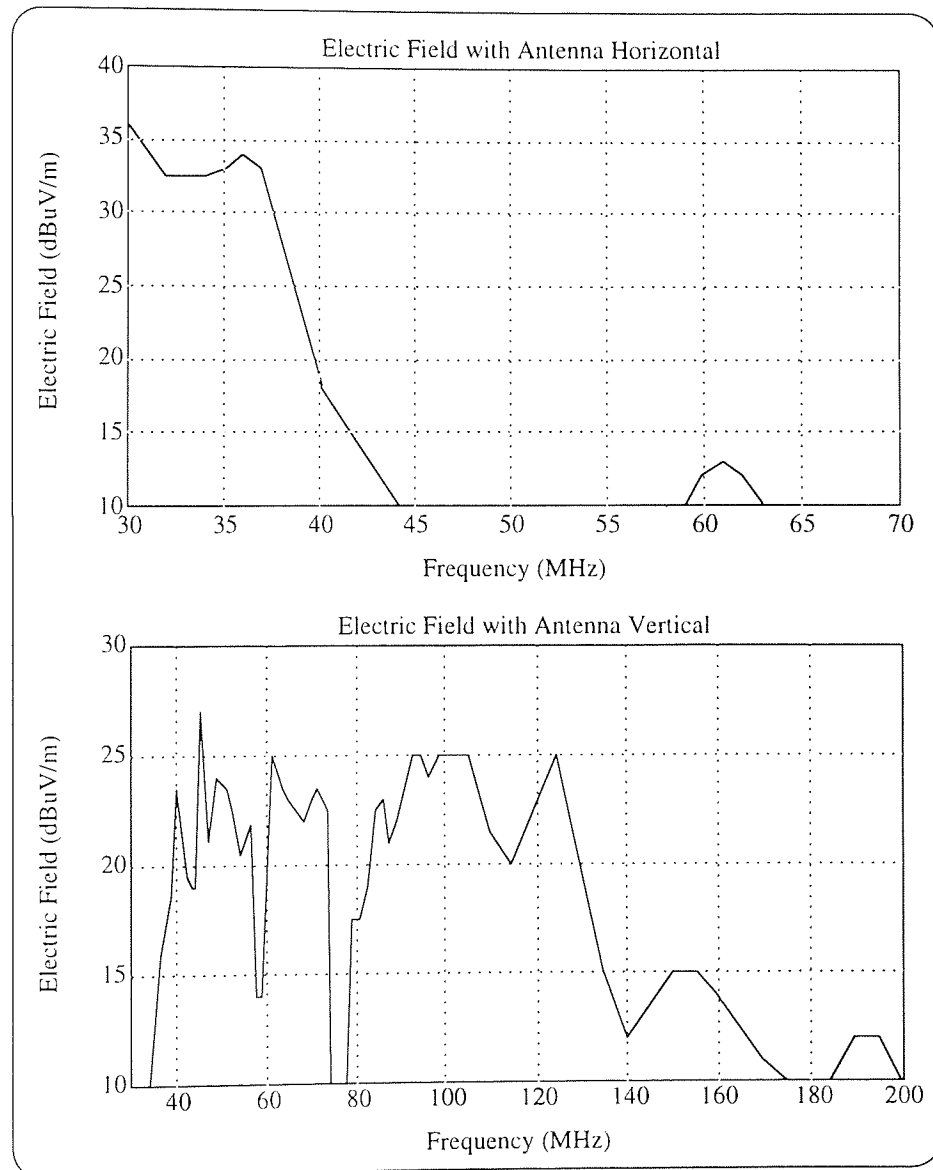 Electric Field with Antenna Horizontal
40
35
30
25
20
15
10
Electric Field (dBuV/m)
30 35 40 45 50 55 60 65 70
Frequency (MHz)
Electric Field with Antenna Vertical
30
25
20
15
10
Electric Field (dBuV/m)
40 60 80 100 120 140 160 180 200
Frequency (MHz)